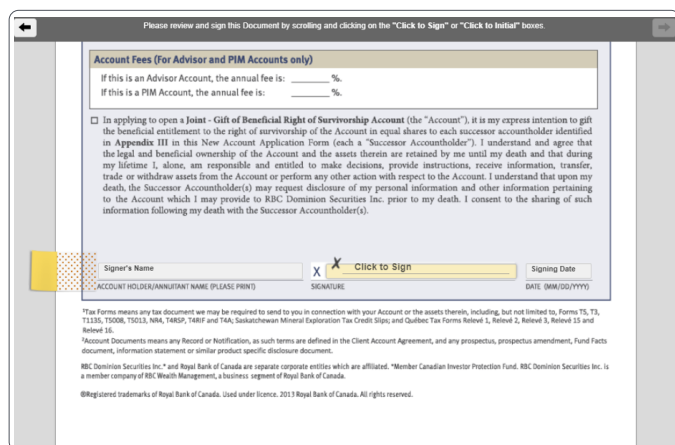 Please review and sign this Document by scrolling and clicking on the "Click to Sign" or "Click to Initial" boxes.
Account Fees (For Advisor and PIM Accounts only)
If this is an Advisor Account, the annual fee is: ________ %.
If this is a PIM Account, the annual fee is: ________ %.
☐ In applying to open a Joint - Gift of Beneficial Right of Survivorship Account (the "Account"), it is my express intention to gift
the beneficial entitlement to the right of survivorship of the Account in equal shares to each successor accountholder identified
in Appendix III in this New Account Application Form (each a "Successor Accountholder"). I understand and agree that
the legal and beneficial ownership of the Account and the assets therein are retained by me until my death and that during
my lifetime I, alone, am responsible and entitled to make decisions, provide instructions, receive information, transfer,
trade or withdraw assets from the Account or perform any other action with respect to the Account. I understand that upon my
death, the Successor Accountholder(s) may request disclosure of my personal information and other information pertaining
to the Account which I may provide to RBC Dominion Securities Inc. prior to my death. I consent to the sharing of such
information following my death with the Successor Accountholder(s).
Signer's Name X X Click to Sign Signing Date
ACCOUNT HOLDER/ANNUITANT NAME (PLEASE PRINT) SIGNATURE DATE (MM/DD/YYYY)
¹Tax Forms means any tax document we may be required to send to you in connection with your Account or the assets therein, including, but not limited to, Forms T5, T3,
T1135, T5008, T5013, NR4, T4RSP, T4RIF and T4A; Saskatchewan Mineral Exploration Tax Credit Slips; and Québec Tax Forms Relevé 1, Relevé 2, Relevé 3, Relevé 15 and
Relevé 16.
²Account Documents means any Record or Notification, as such terms are defined in the Client Account Agreement, and any prospectus, prospectus amendment, Fund Facts
document, information statement or similar product specific disclosure document.
RBC Dominion Securities Inc.* and Royal Bank of Canada are separate corporate entities which are affiliated. *Member Canadian Investor Protection Fund. RBC Dominion Securities Inc. is
a member company of RBC Wealth Management, a business segment of Royal Bank of Canada.
®Registered trademarks of Royal Bank of Canada. Used under licence. 2013 Royal Bank of Canada. All rights reserved.